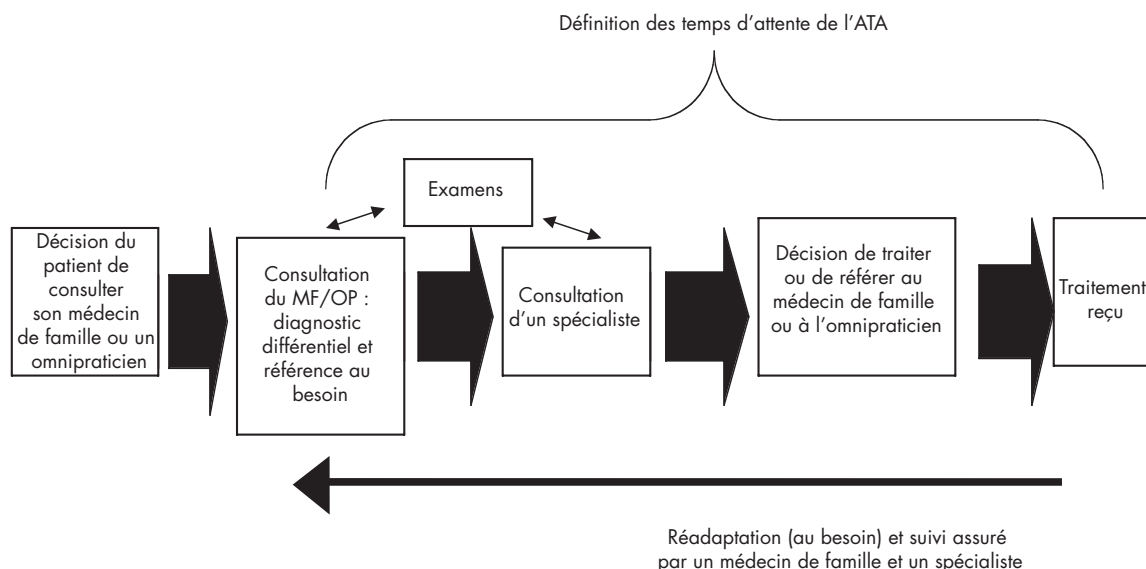 Définition des temps d'attente de l'ATA
Examens
Décision du
patient de
consulter
son médecin
de famille ou un
omnipraticien
Consultation
du MF/OP :
diagnostic
différentiel et
référence au
besoin
Consultation
d'un spécialiste
Décision de traiter
ou de référer au
médecin de famille
ou à l'omnipraticien
Traitement
reçu
Réadaptation (au besoin) et suivi assuré
par un médecin de famille et un spécialiste